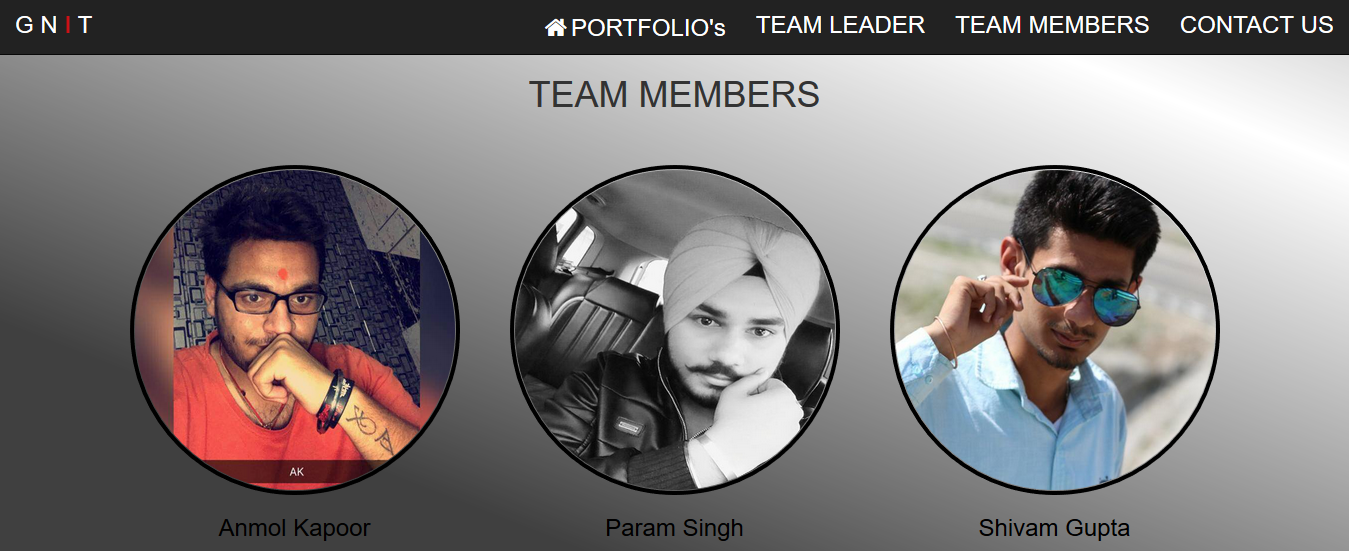 G N I T PORTFOLIO's TEAM LEADER TEAM MEMBERS CONTACT US
TEAM MEMBERS
AK
Anmol Kapoor Param Singh Shivam Gupta